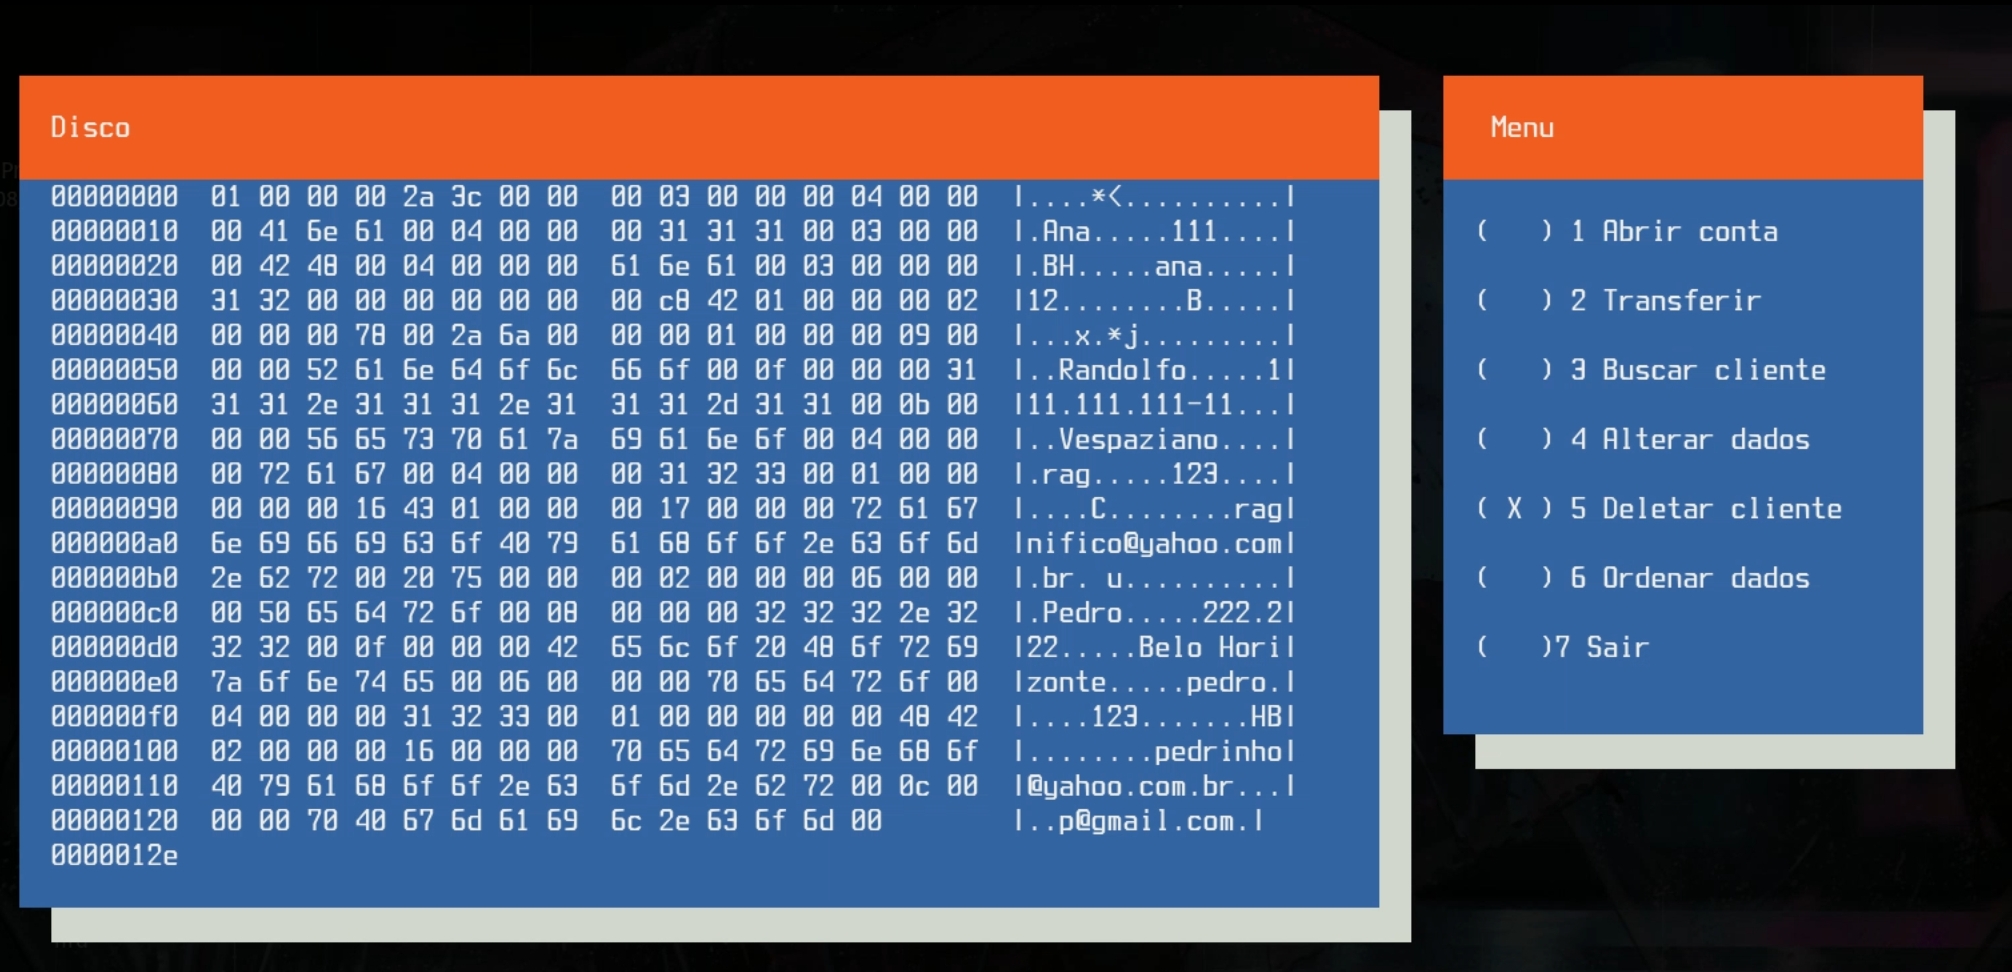 Disco
00000000  01 00 00 00 2a 3c 00 00  00 03 00 00 00 04 00 00  |....*<..........|
00000010  00 41 6e 61 00 04 00 00  00 31 31 31 00 03 00 00  |.Ana.....111....|
00000020  00 42 48 00 04 00 00 00  61 6e 61 00 03 00 00 00  |.BH.....ana.....|
00000030  31 32 00 00 00 00 00 00  00 c8 42 01 00 00 00 02  |12........B.....|
00000040  00 00 00 78 00 2a 6a 00  00 00 01 00 00 00 09 00  |...x.*j.........|
00000050  00 00 52 61 6e 64 6f 6c  66 6f 00 0f 00 00 00 31  |..Randolfo.....1|
00000060  31 31 2e 31 31 31 2e 31  31 31 2d 31 31 00 0b 00  |11.111.111-11...|
00000070  00 00 56 65 73 70 61 7a  69 61 6e 6f 00 04 00 00  |..Vespaziano....|
00000080  00 72 61 67 00 04 00 00  00 31 32 33 00 01 00 00  |.rag.....123....|
00000090  00 00 00 16 43 01 00 00  00 17 00 00 00 72 61 67  |....C........rag|
000000a0  6e 69 66 69 63 6f 40 79  61 68 6f 6f 2e 63 6f 6d  |nifico@yahoo.com|
000000b0  2e 62 72 00 20 75 00 00  00 02 00 00 00 06 00 00  |.br. u..........|
000000c0  00 50 65 64 72 6f 00 08  00 00 00 32 32 32 2e 32  |.Pedro.....222.2|
000000d0  32 32 00 0f 00 00 00 42  65 6c 6f 20 48 6f 72 69  |22.....Belo Hori|
000000e0  7a 6f 6e 74 65 00 06 00  00 00 70 65 64 72 6f 00  |zonte.....pedro.|
000000f0  04 00 00 00 31 32 33 00  01 00 00 00 00 00 48 42  |....123.......HB|
00000100  02 00 00 00 16 00 00 00  70 65 64 72 69 6e 68 6f  |........pedrinho|
00000110  40 79 61 68 6f 6f 2e 63  6f 6d 2e 62 72 00 0c 00  |@yahoo.com.br...|
00000120  00 00 70 40 67 6d 61 69  6c 2e 63 6f 6d 00        |..p@gmail.com.|
0000012e
Menu
(   ) 1 Abrir conta
(   ) 2 Transferir
(   ) 3 Buscar cliente
(   ) 4 Alterar dados
( X ) 5 Deletar cliente
(   ) 6 Ordenar dados
(   )7 Sair